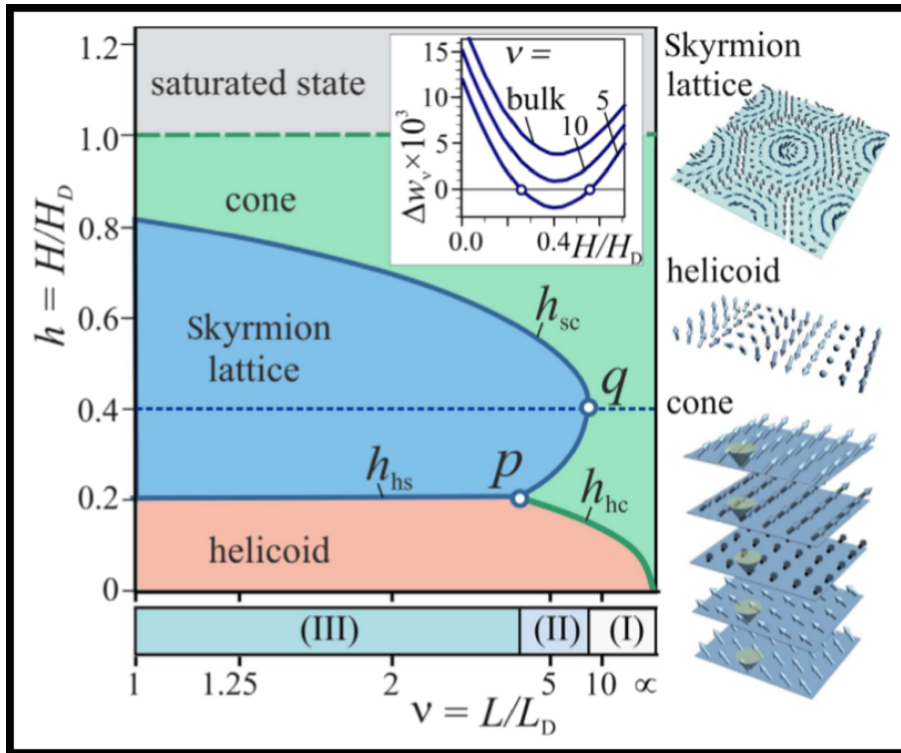 1.2
1.0
0.8
0.6
0.4
0.2
0
h = H/H_D
saturated state
cone
Skyrmion
lattice
helicoid
h_sc
q
p
h_hs
h_hc
15
10
5
0
Δw_ν×10³
ν =
bulk
10
5
0.0
0.4
H/H_D
(III)
(II)
(I)
1
1.25
2
5
10
∝
ν = L/L_D
Skyrmion
lattice
helicoid
cone